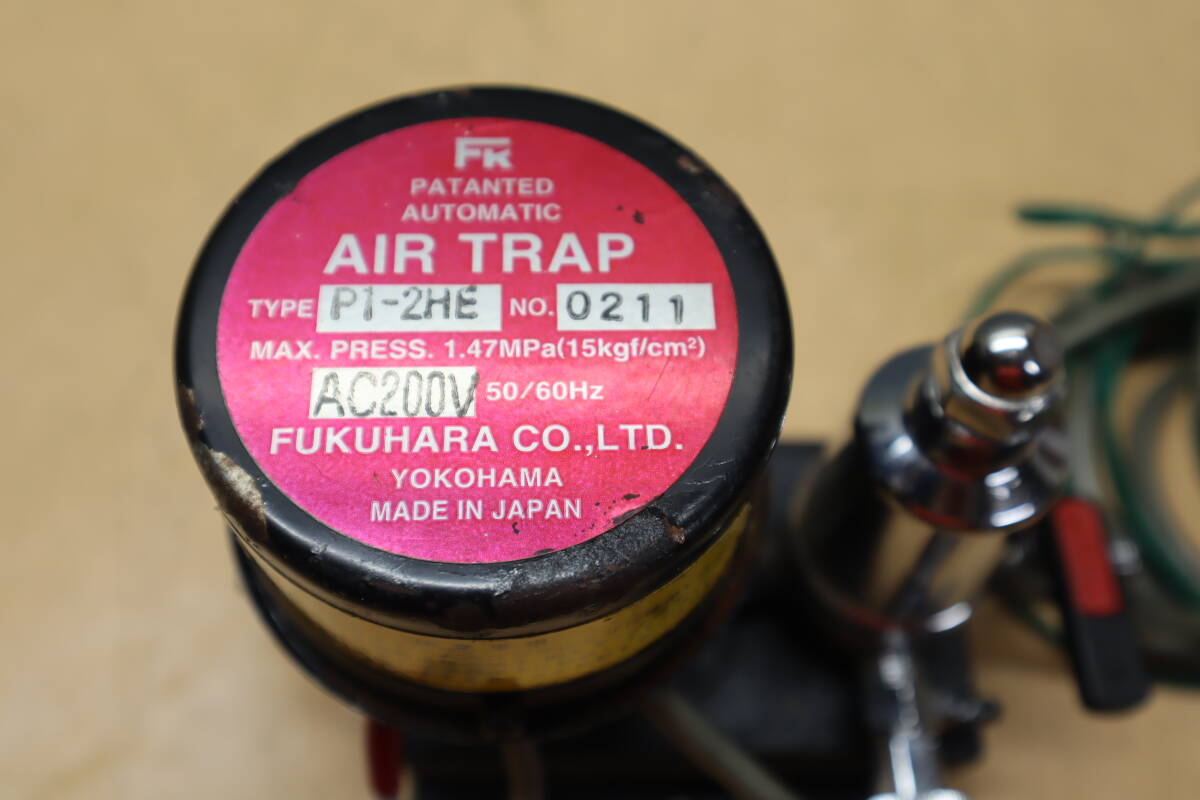 FK
PATANTED
AUTOMATIC
AIR TRAP
TYPE P1-2HE NO. 0211
MAX. PRESS. 1.47MPa(15kgf/cm²)
AC200V 50/60Hz
FUKUHARA CO.,LTD.
YOKOHAMA
MADE IN JAPAN